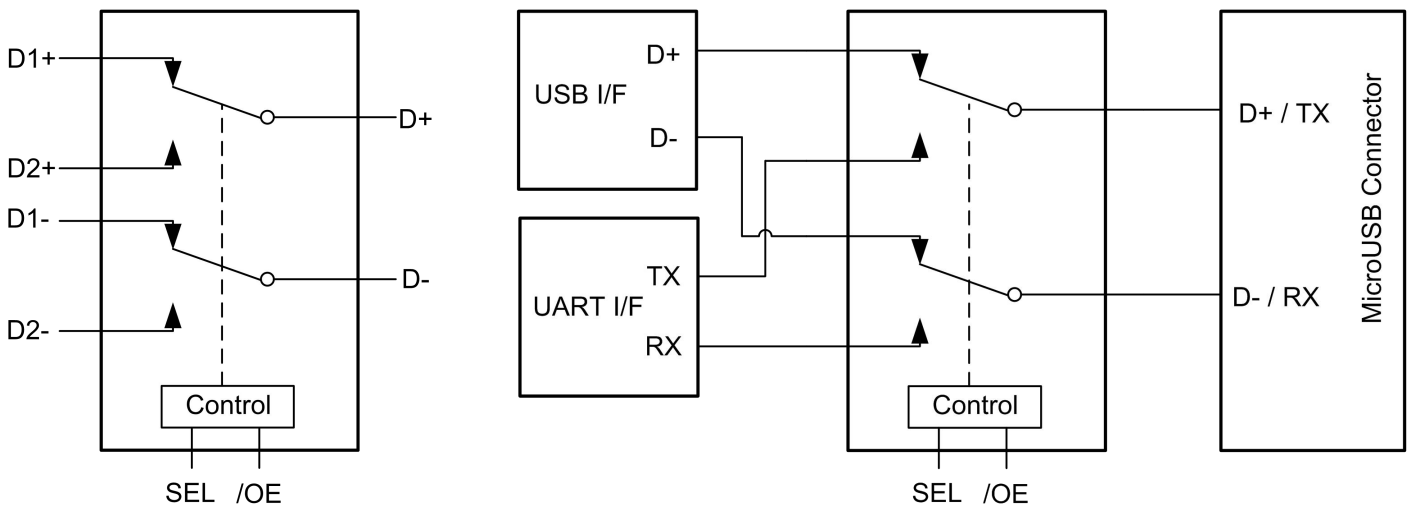 D1+
D+
D2+
D1-
D-
D2-
Control
SEL
/OE
USB I/F
D+
D-
UART I/F
TX
RX
Control
SEL
/OE
D+ / TX
D- / RX
MicroUSB Connector